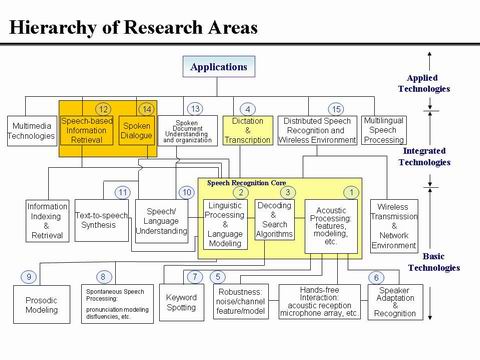 Hierarchy of Research Areas
Applications
Applied
Technologies
12
14
13
4
15
Multimedia
Technologies
Speech-based
Information
Retrieval
Spoken
Dialogue
Spoken
Document
Understanding
and organization
Dictation
&
Transcription
Distributed Speech
Recognition and
Wireless Environment
Multilingual
Speech
Processing
Integrated
Technologies
Speech Recognition Core
11
10
2
3
1
Information
Indexing &
Retrieval
Text-to-speech
Synthesis
Speech/
Language
Understanding
Linguistic
Processing &
Language
Modeling
Decoding &
Search
Algorithms
Acoustic
Processing:
features,
modeling,
etc.
Wireless
Transmission
& Network
Environment
Basic
Technologies
9
8
7
5
6
Prosodic
Modeling
Spontaneous Speech
Processing:
pronunciation modeling
disfluencies, etc.
Keyword
Spotting
Robustness:
noise/channel
feature/model
Hands-free
Interaction:
acoustic reception
microphone array, etc.
Speaker
Adaptation
& Recognition